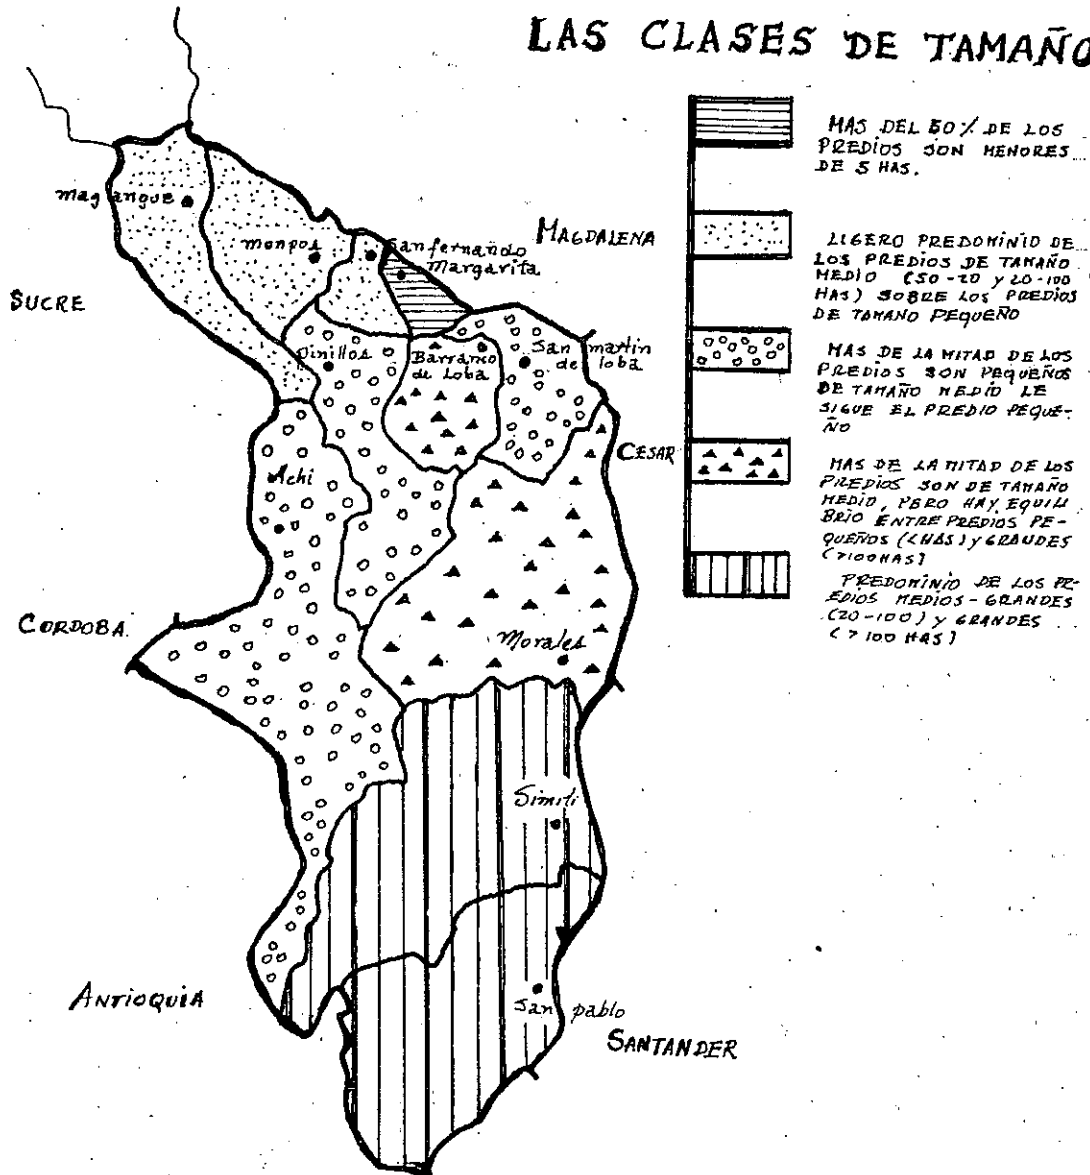 LAS CLASES DE TAMAÑO
MAS DEL 50% DE LOS
PREDIOS SON MENORES
DE 5 HAS.
LIGERO PREDOMINIO DE
LOS PREDIOS DE TAMAÑO
MEDIO (50-20 y 20-100
HAS) SOBRE LOS PREDIOS
DE TAMAÑO PEQUEÑO
MAS DE LA MITAD DE LOS
PREDIOS SON PEQUEÑOS
DE TAMAÑO MEDIO LE
SIGUE EL PREDIO PEQUE-
ÑO
MAS DE LA MITAD DE LOS
PREDIOS SON DE TAMAÑO
MEDIO, PERO HAY EQUILI
BRIO ENTRE PREDIOS PE-
QUEÑOS y GRANDES
PREDOMINIO DE LOS PR-
EDIOS MEDIOS-GRANDES
(20-100) y GRANDES
(>100 HAS)
Magangue
Monpos
San fernando
Margarita
MAGDALENA
SUCRE
Pinillos
Barranco
de Loba
San martin
de loba
CESAR
Achi
CORDOBA
Morales
Simiti
ANTIOQUIA
San pablo
SANTANDER